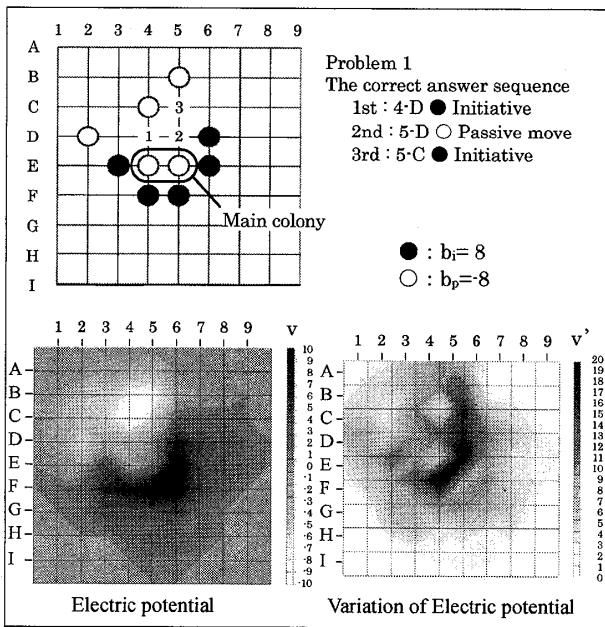 1 2 3 4 5 6 7 8 9
A
B
C 3
D 1 2
E
F
G
H
I
Main colony
Problem 1
The correct answer sequence
1st : 4-D ● Initiative
2nd : 5-D ○ Passive move
3rd : 5-C ● Initiative
● : bi= 8
○ : bp=-8
1 2 3 4 5 6 7 8 9 v
A
B
C
D
E
F
G
H
I
10
9
8
7
6
5
4
3
2
1
0
-1
-2
-3
-4
-5
-6
-7
-8
-9
-10
Electric potential
1 2 3 4 5 6 7 8 9 v'
A
B
C
D
E
F
G
H
I
20
19
18
17
16
15
14
13
12
11
10
9
8
7
6
5
4
3
2
1
0
Variation of Electric potential